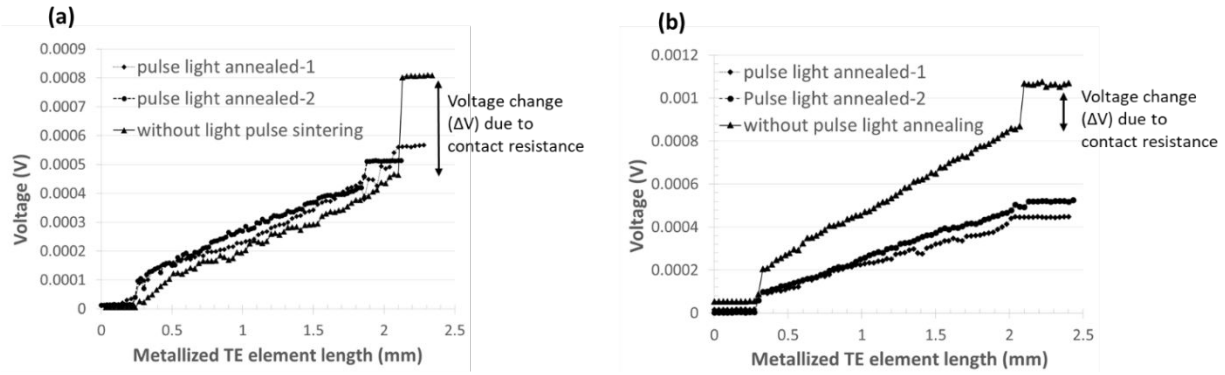 (a)
0.0009
0.0008
0.0007
0.0006
0.0005
0.0004
0.0003
0.0002
0.0001
0
Voltage (V)
pulse light annealed-1
pulse light annealed-2
without light pulse sintering
Voltage change
(ΔV) due to
contact resistance
0 0.5 1 1.5 2 2.5
Metallized TE element length (mm)
(b)
0.0012
0.001
0.0008
0.0006
0.0004
0.0002
0
Voltage (V)
pulse light annealed-1
Pulse light annealed-2
without pulse light annealing
Voltage change
(ΔV) due to
contact resistance
0 0.5 1 1.5 2 2.5
Metallized TE element length (mm)